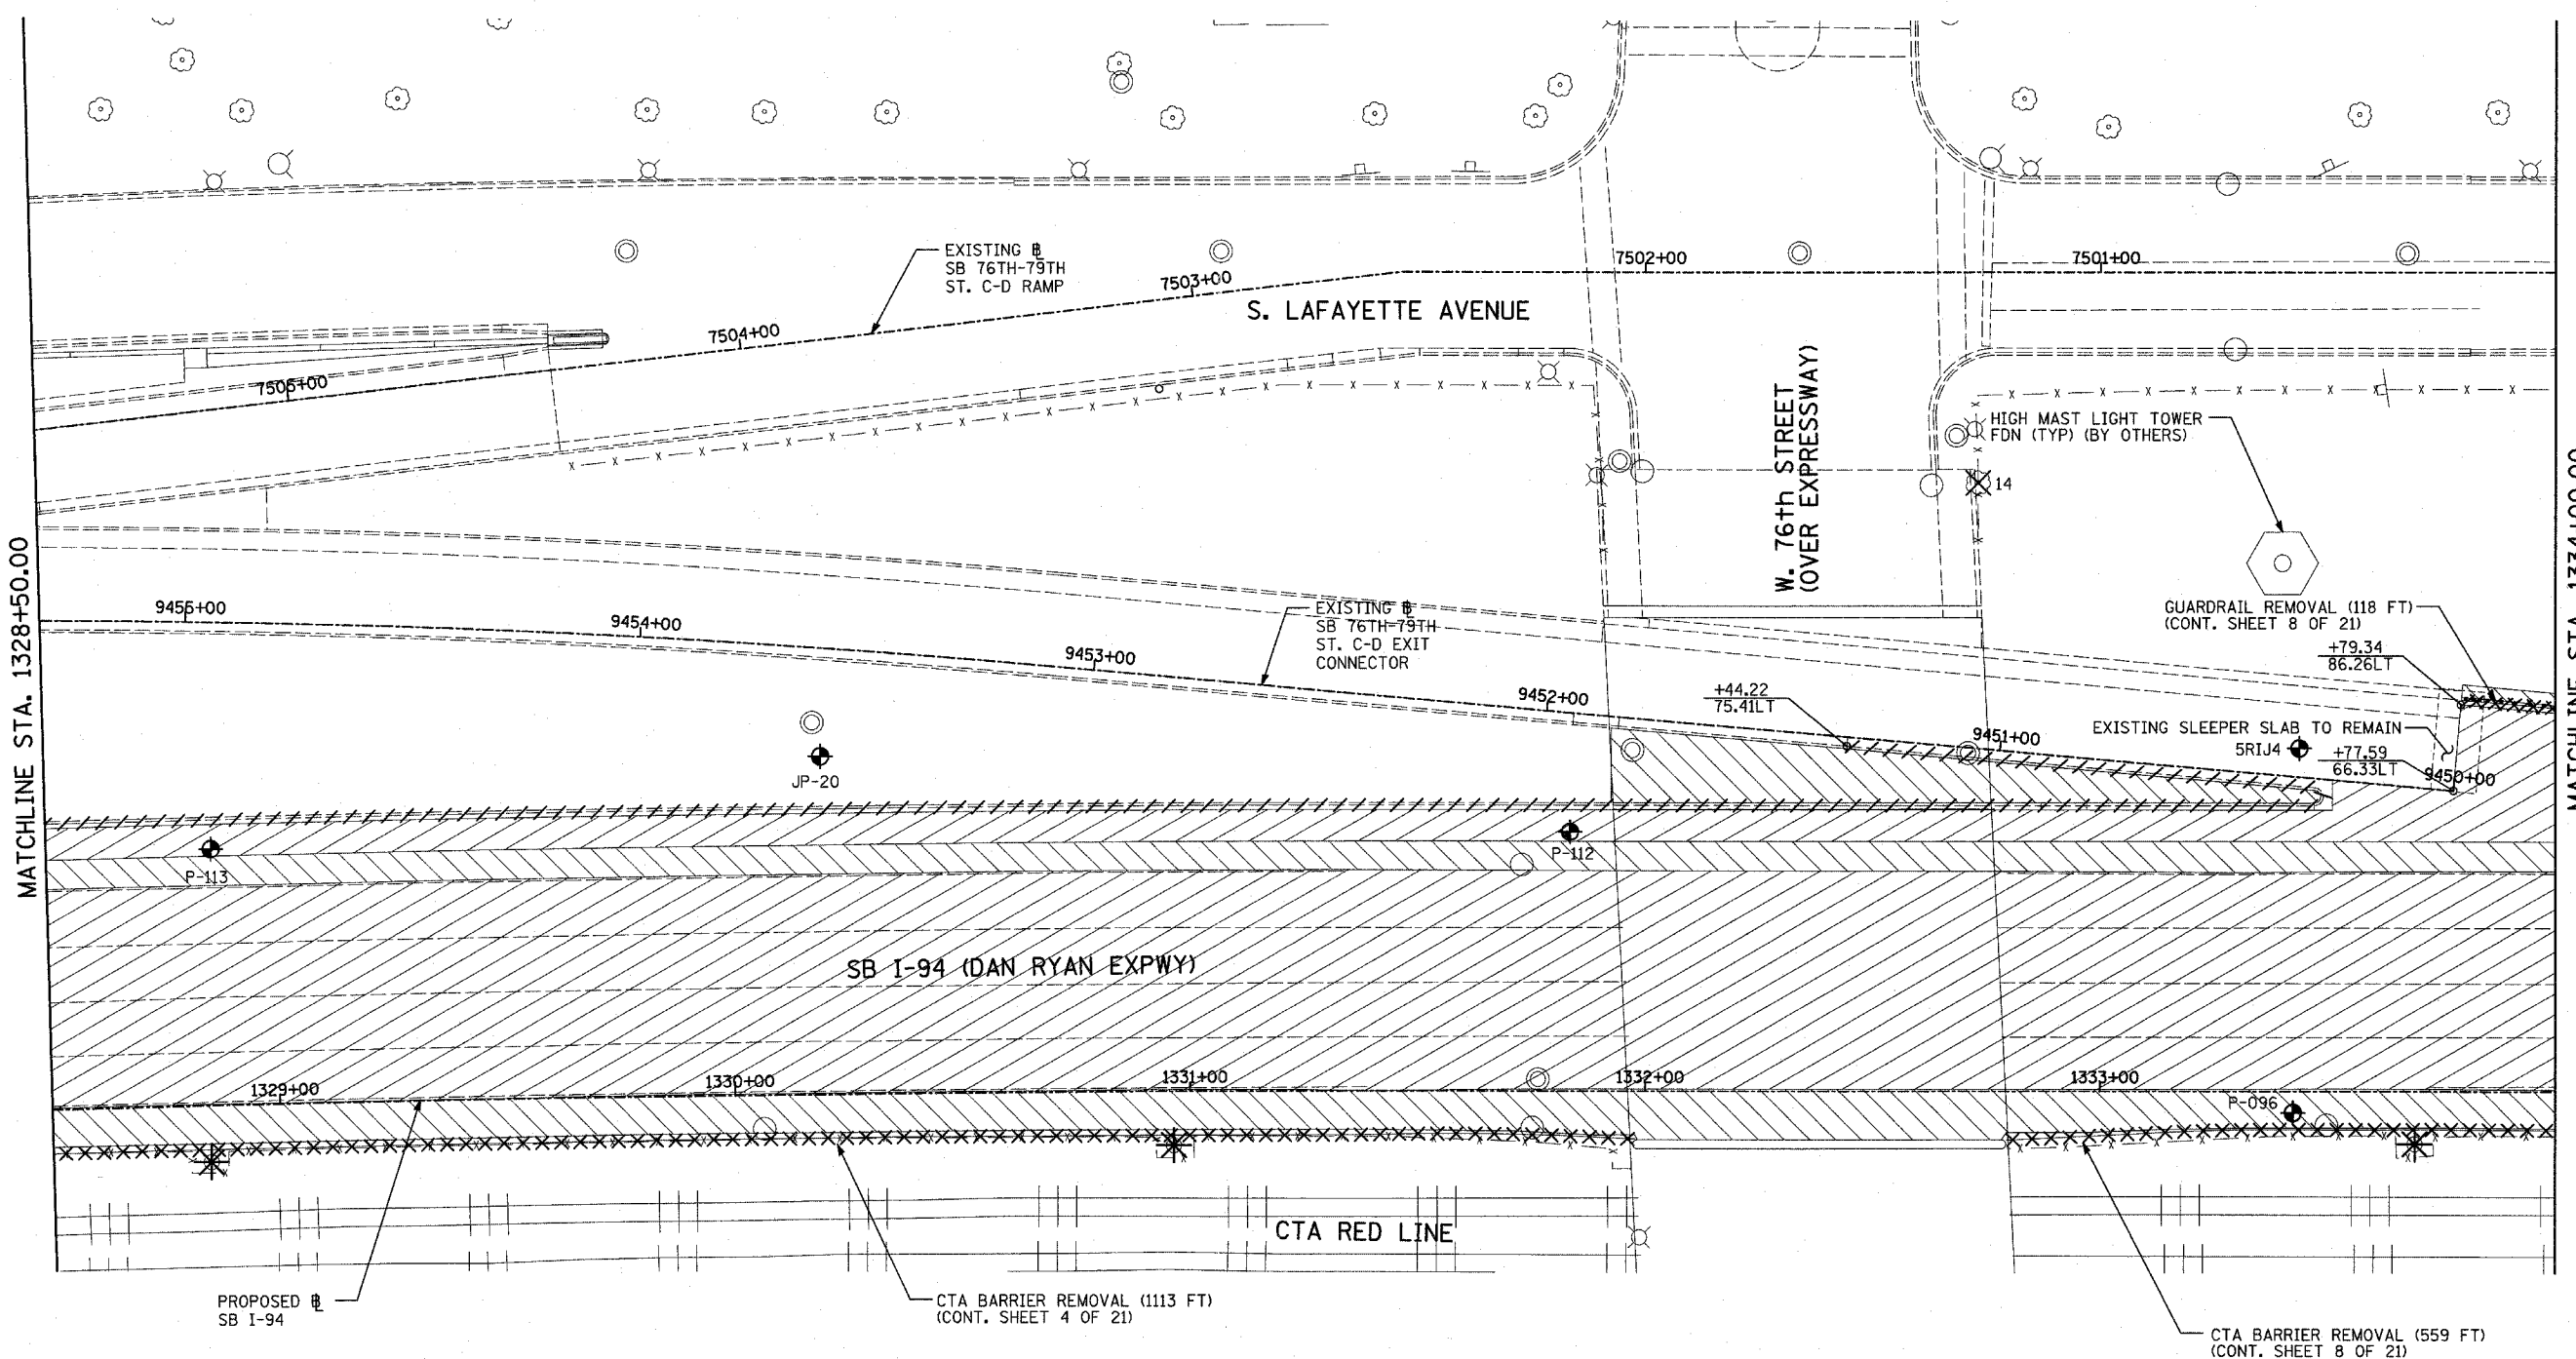 EXISTING ℄
SB 76TH-79TH
ST. C-D RAMP
7501+00
7502+00
7503+00
S. LAFAYETTE AVENUE
7504+00
7505+00
W. 76th STREET
(OVER EXPRESSWAY)
HIGH MAST LIGHT TOWER
FDN (TYP) (BY OTHERS)
14
MATCHLINE STA. 1328+50.00
MATCHLINE STA. 1334+00.00
9455+00
9454+00
9453+00
EXISTING ℄
SB 76TH-79TH
ST. C-D EXIT
CONNECTOR
GUARDRAIL REMOVAL (118 FT)
(CONT. SHEET 8 OF 21)
+79.34
86.26LT
9452+00
+44.22
75.41LT
9451+00
EXISTING SLEEPER SLAB TO REMAIN
5RIJ4
+77.59
66.33LT
9450+00
JP-20
P-113
P-112
SB I-94 (DAN RYAN EXPWY)
1329+00
1330+00
1331+00
1332+00
1333+00
P-096
CTA RED LINE
PROPOSED ℄
SB I-94
CTA BARRIER REMOVAL (1113 FT)
(CONT. SHEET 4 OF 21)
CTA BARRIER REMOVAL (559 FT)
(CONT. SHEET 8 OF 21)